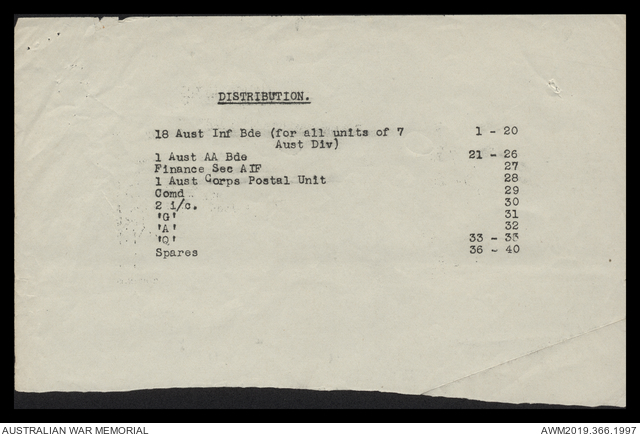 DISTRIBUTION.
18 Aust Inf Bde (for all units of 7 1 - 20
Aust Div)
1 Aust AA Bde 21 - 26
Finance Sec AIF 27
1 Aust Corps Postal Unit 28
Comd 29
2 i/c. 30
'G' 31
'A' 32
'Q' 33 - 35
Spares 36 - 40
AUSTRALIAN WAR MEMORIAL AWM2019.366.1997